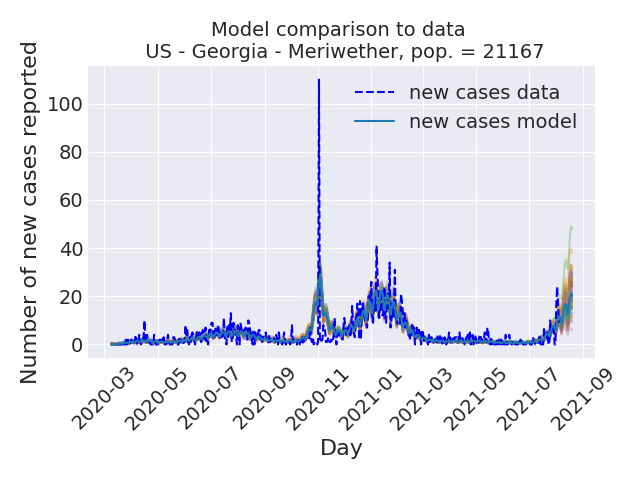 Model comparison to data
US - Georgia - Meriwether, pop. = 21167
Number of new cases reported
100
80
60
40
20
0
new cases data
new cases model
2020-03
2020-05
2020-07
2020-09
2020-11
2021-01
2021-03
2021-05
2021-07
2021-09
Day